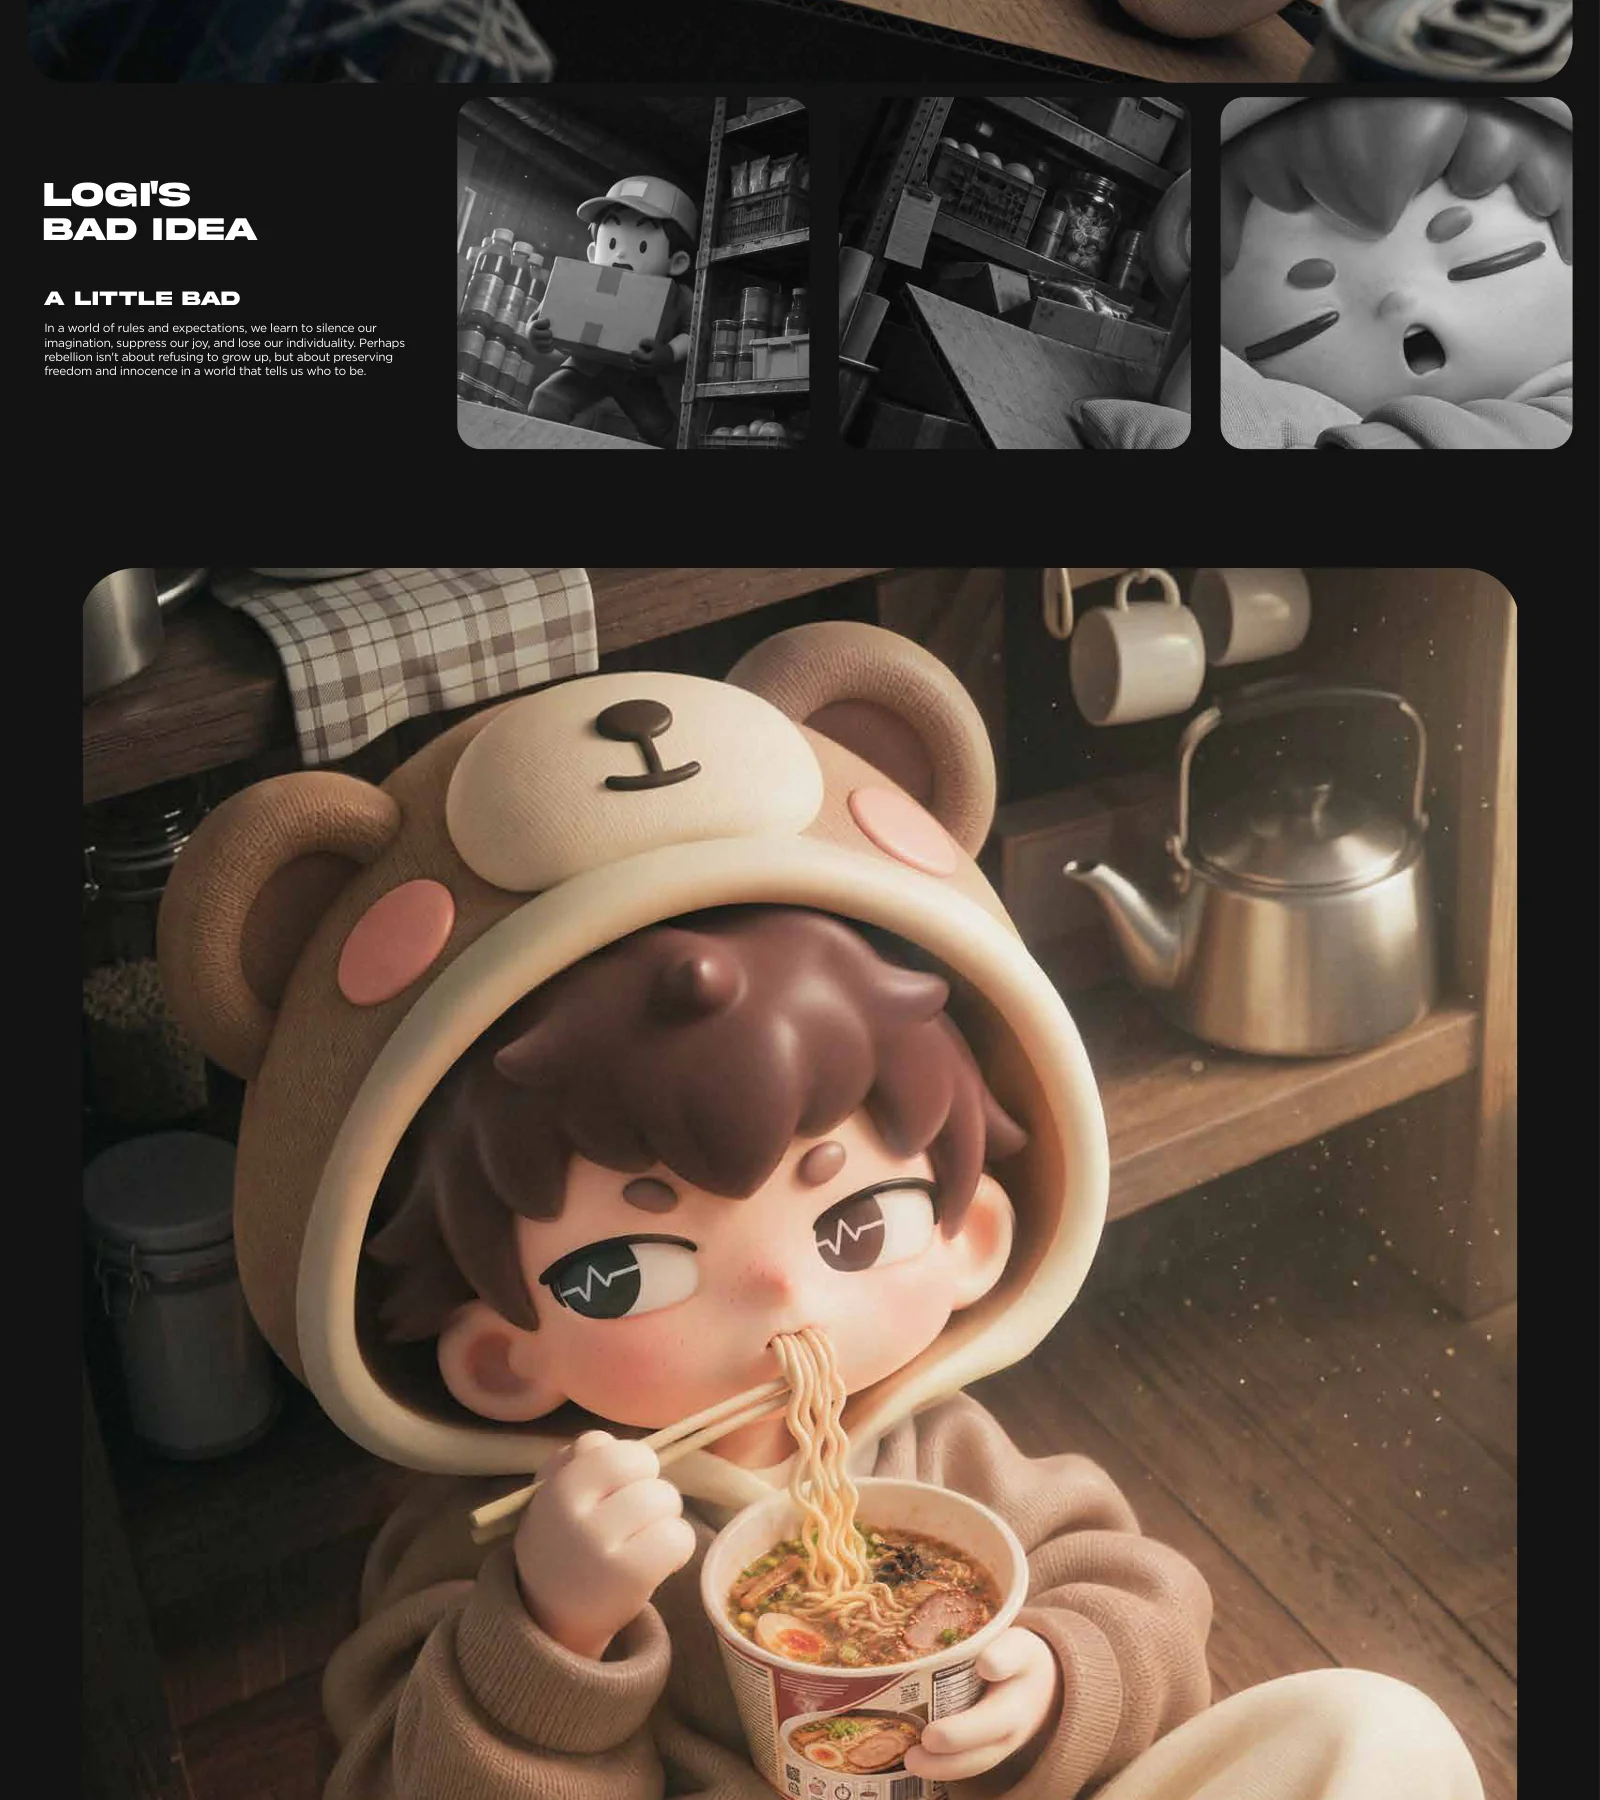 LOGI'S
BAD IDEA
A LITTLE BAD
In a world of rules and expectations, we learn to silence our
imagination, suppress our joy, and lose our individuality. Perhaps
rebellion isn't about refusing to grow up, but about preserving
freedom and innocence in a world that tells us who to be.